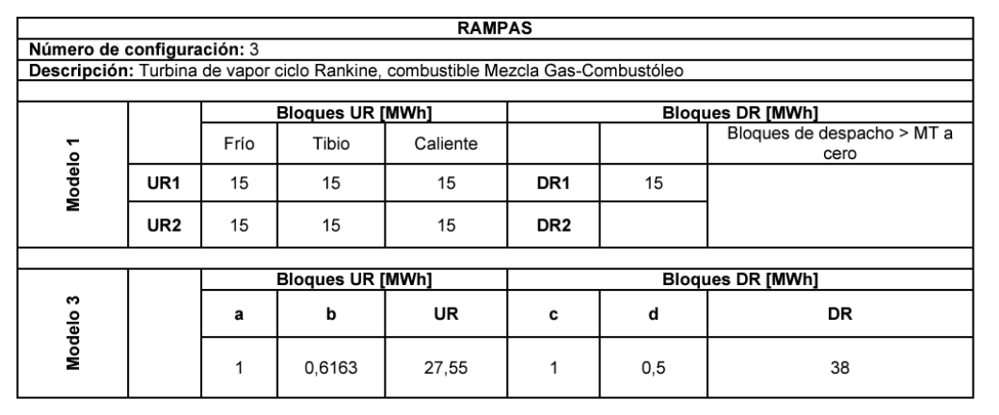 RAMPAS
Número de configuración: 3
Descripción: Turbina de vapor ciclo Rankine, combustible Mezcla Gas-Combustóleo
Modelo 1
Bloques UR [MWh] Bloques DR [MWh]
Frío Tibio Caliente Bloques de despacho > MT a
cero
UR1 15 15 15 DR1 15
UR2 15 15 15 DR2
Modelo 3
Bloques UR [MWh] Bloques DR [MWh]
a b UR c d DR
1 0,6163 27,55 1 0,5 38